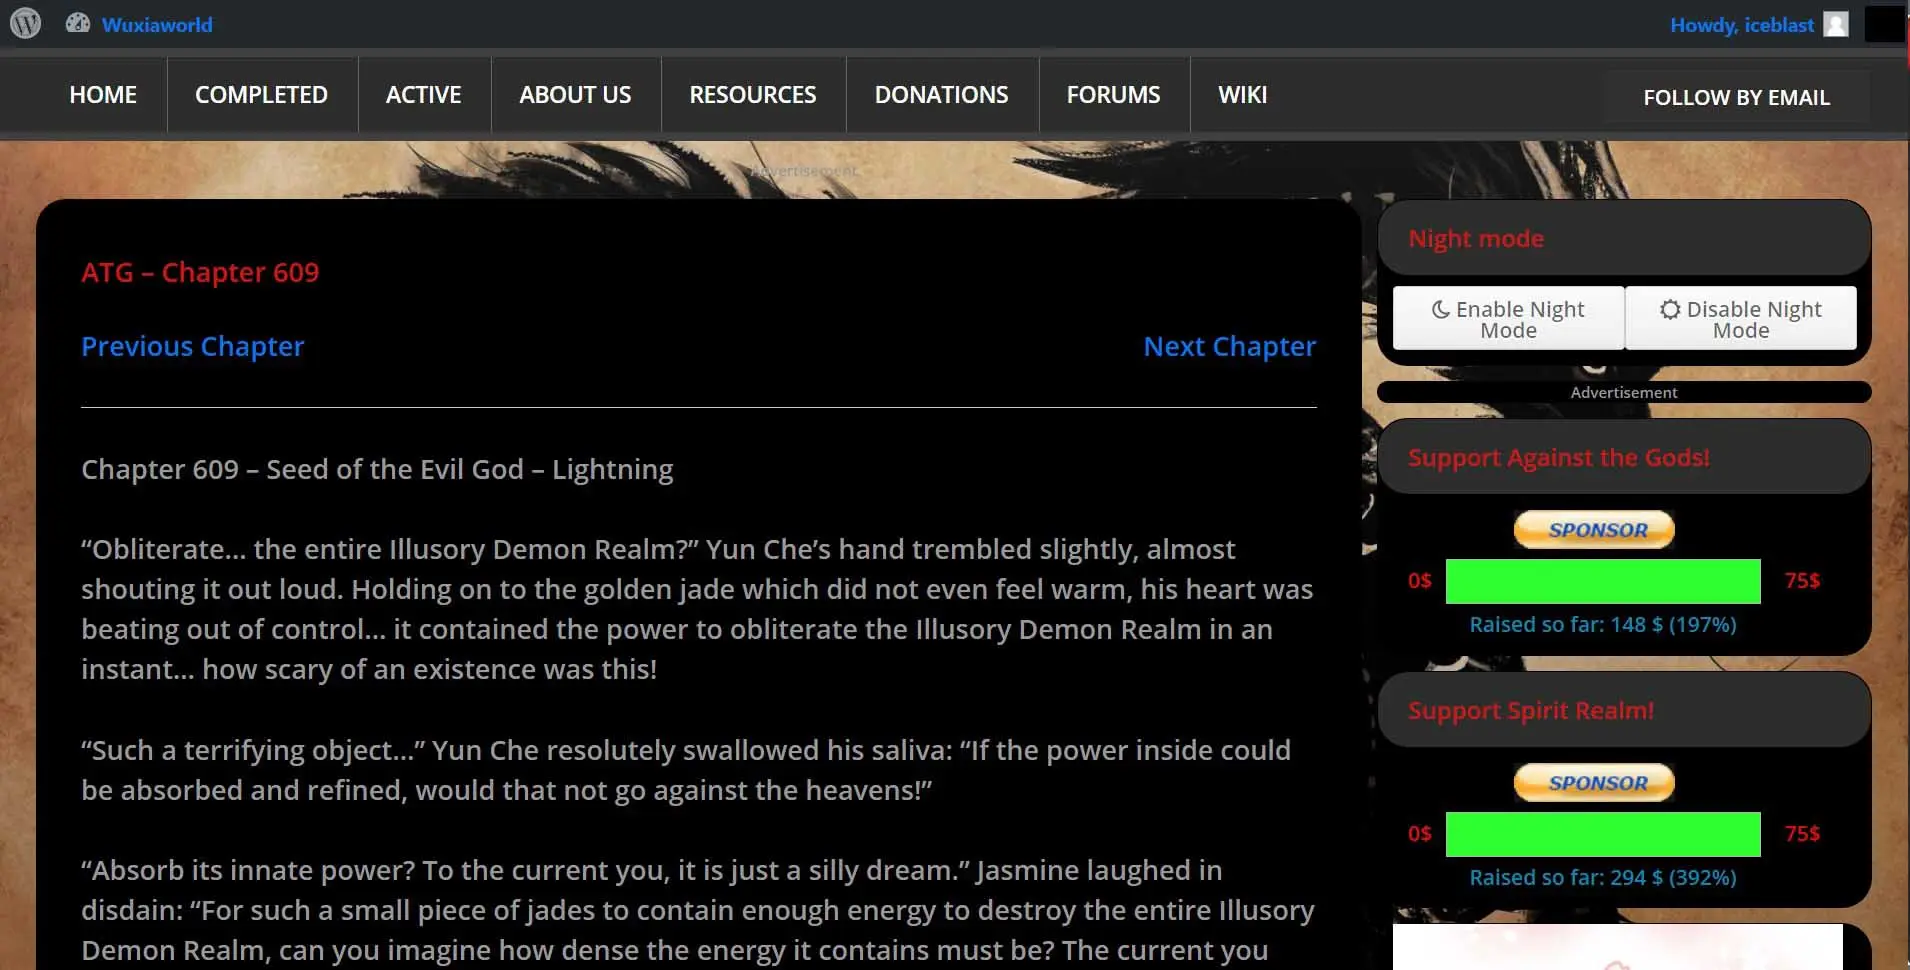 Wuxiaworld
Howdy, iceblast
HOME
COMPLETED
ACTIVE
ABOUT US
RESOURCES
DONATIONS
FORUMS
WIKI
FOLLOW BY EMAIL
Advertisement
ATG – Chapter 609
Previous Chapter
Next Chapter
Chapter 609 – Seed of the Evil God – Lightning
“Obliterate… the entire Illusory Demon Realm?” Yun Che’s hand trembled slightly, almost
shouting it out loud. Holding on to the golden jade which did not even feel warm, his heart was
beating out of control… it contained the power to obliterate the Illusory Demon Realm in an
instant… how scary of an existence was this!
“Such a terrifying object…” Yun Che resolutely swallowed his saliva: “If the power inside could
be absorbed and refined, would that not go against the heavens!”
“Absorb its innate power? To the current you, it is just a silly dream.” Jasmine laughed in
disdain: “For such a small piece of jades to contain enough energy to destroy the entire Illusory
Demon Realm, can you imagine how dense the energy it contains must be? The current you
Night mode
Enable Night
Mode
Disable Night
Mode
Advertisement
Support Against the Gods!
SPONSOR
0$
75$
Raised so far: 148 $ (197%)
Support Spirit Realm!
SPONSOR
0$
75$
Raised so far: 294 $ (392%)